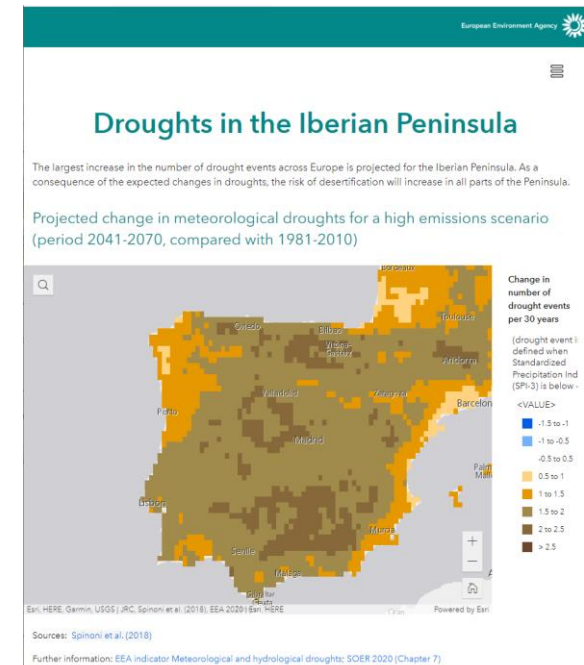 European Environment Agency
Droughts in the Iberian Peninsula
The largest increase in the number of drought events across Europe is projected for the Iberian Peninsula. As a
consequence of the expected changes in droughts, the risk of desertification will increase in all parts of the Peninsula.
Projected change in meteorological droughts for a high emissions scenario
(period 2041-2070, compared with 1981-2010)
Bordeaux
Oviedo
Bilbao
Toulouse
Vitoria-
Gasteiz
Andorra
Valladolid
Zaragoza
Barcelon
Porto
Madrid
Palm
Lisbon
Murcia
Seville
Malaga
Gibraltar
Ceuta
+
−
Esri, HERE, Garmin, USGS | JRC, Spinoni et al. (2018), EEA 2020 | Esri, HERE
Powered by Esri
Change in
number of
drought events
per 30 years
(drought event i
defined when
Standardized
Precipitation Ind
(SPI-3) is below -
<VALUE>
-1.5 to -1
-1 to -0.5
-0.5 to 0.5
0.5 to 1
1 to 1.5
1.5 to 2
2 to 2.5
> 2.5
Sources: Spinoni et al. (2018)
Further information: EEA indicator Meteorological and hydrological droughts; SOER 2020 (Chapter 7)